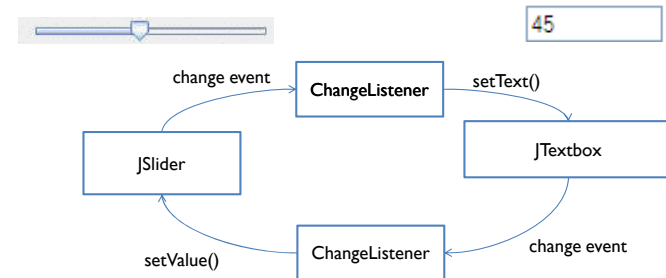 45
change event
ChangeListener
setText()
JSlider
JTextbox
setValue()
ChangeListener
change event